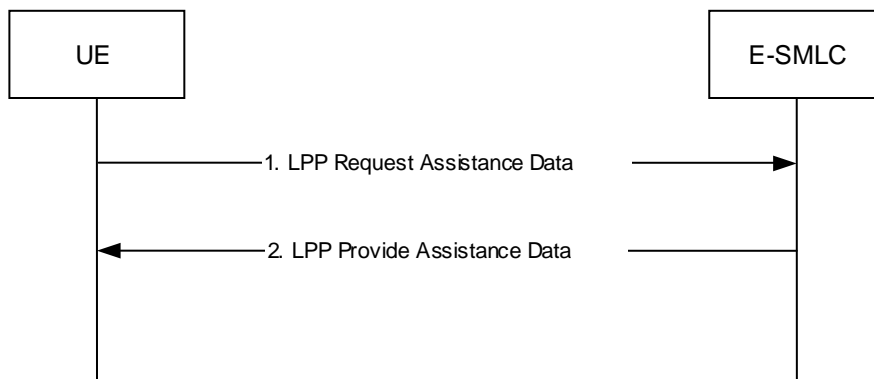 UE
E-SMLC
1. LPP Request Assistance Data
2. LPP Provide Assistance Data